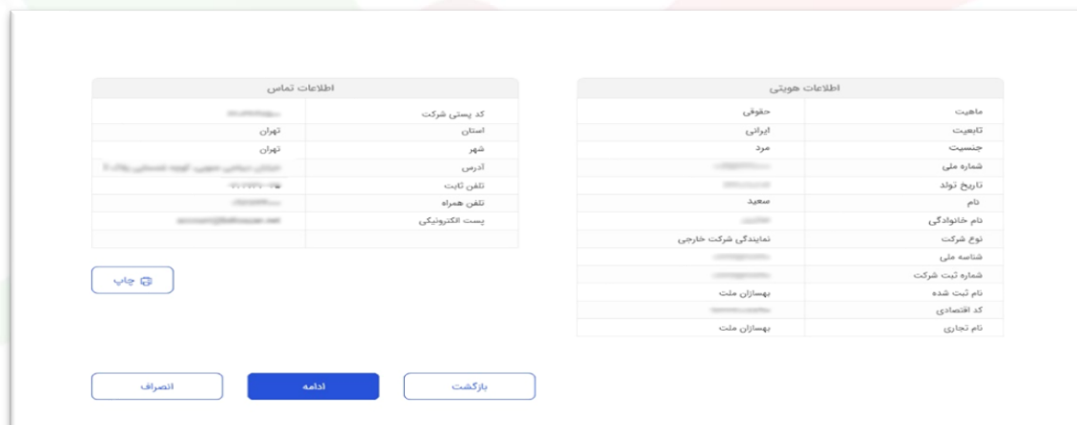 اطلاعات هویتی
ماهیت حقوقی
تابعیت ایرانی
جنسیت مرد
شماره ملی
تاریخ تولد
نام سعید
نام خانوادگی
نوع شرکت نمایندگی شرکت خارجی
شناسه ملی
شماره ثبت شرکت
نام ثبت شده بهسازان ملت
کد اقتصادی
نام تجاری بهسازان ملت
اطلاعات تماس
کد پستی شرکت
استان تهران
شهر تهران
آدرس
تلفن ثابت
تلفن همراه
پست الکترونیکی
چاپ
بازگشت ادامه انصراف